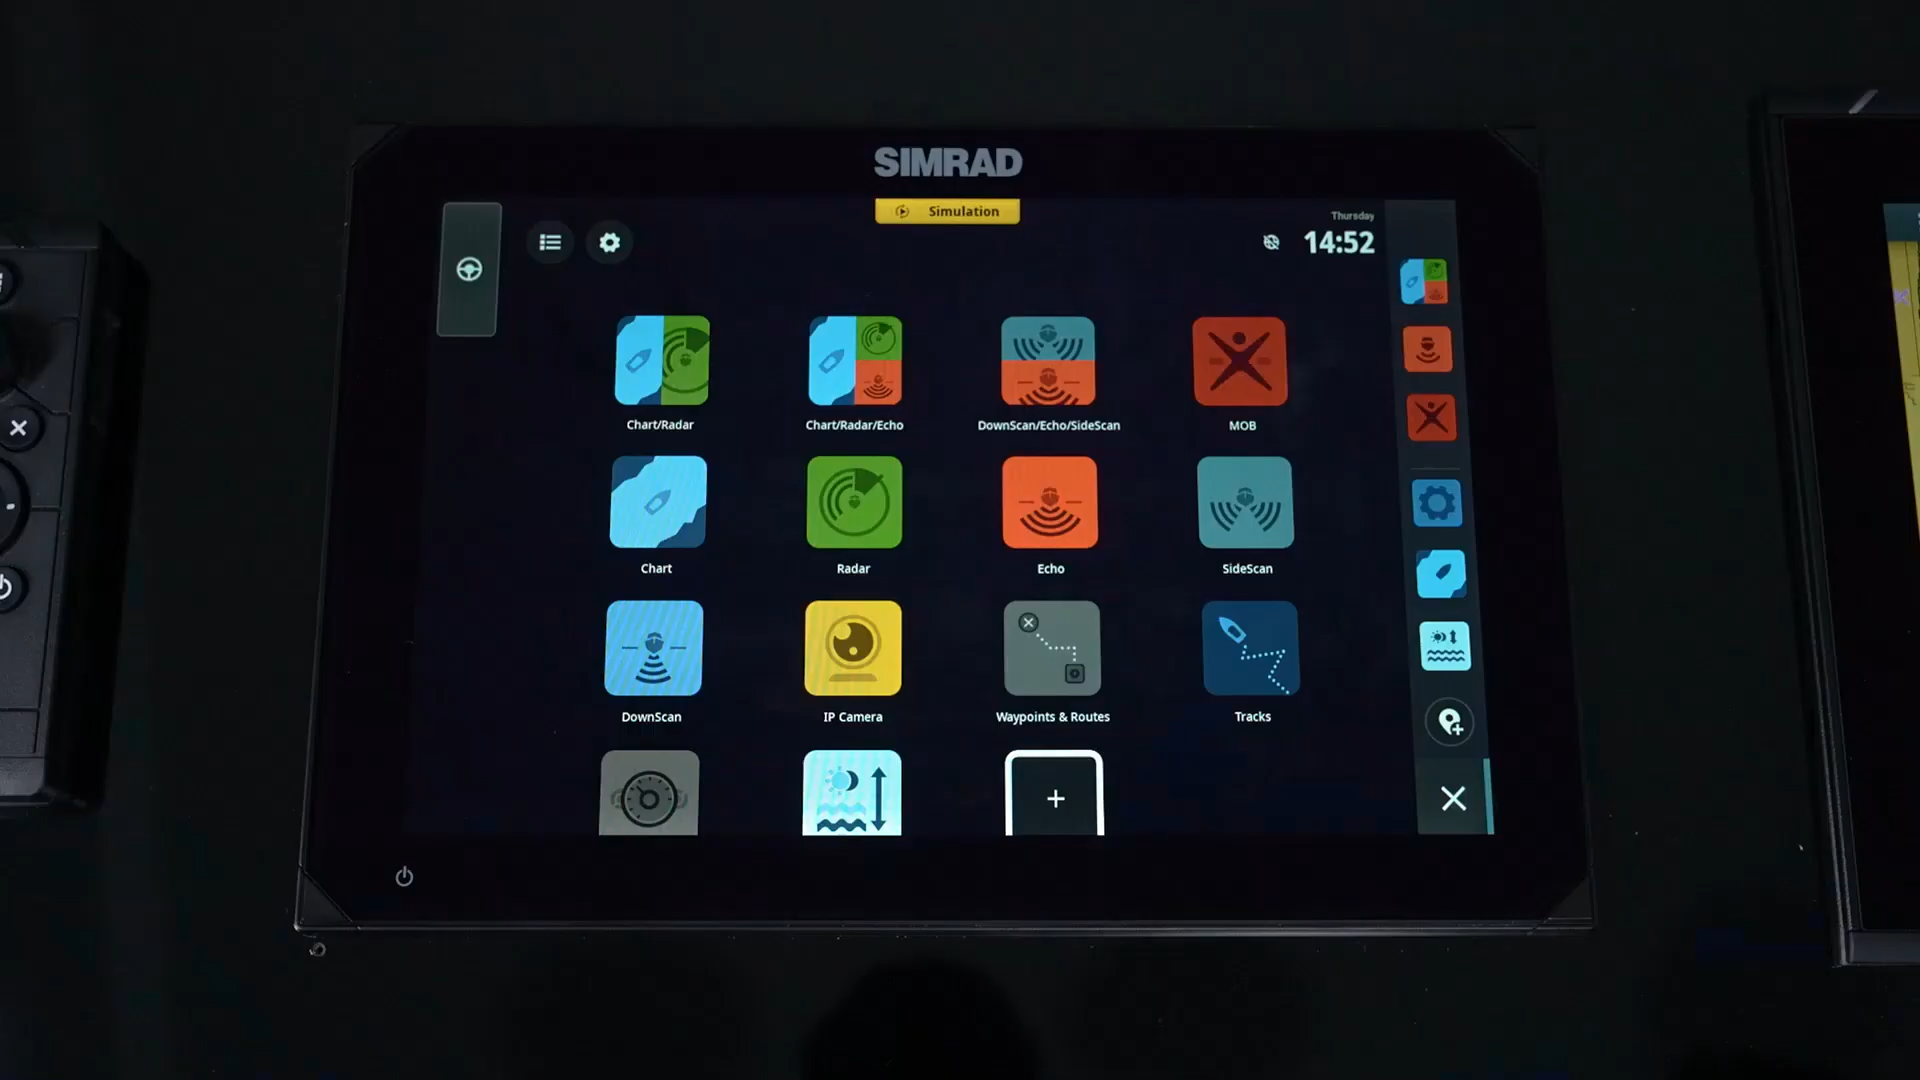 SIMRAD
Simulation
Thursday
14:52
Chart/Radar
Chart/Radar/Echo
DownScan/Echo/SideScan
MOB
Chart
Radar
Echo
SideScan
DownScan
IP Camera
Waypoints & Routes
Tracks